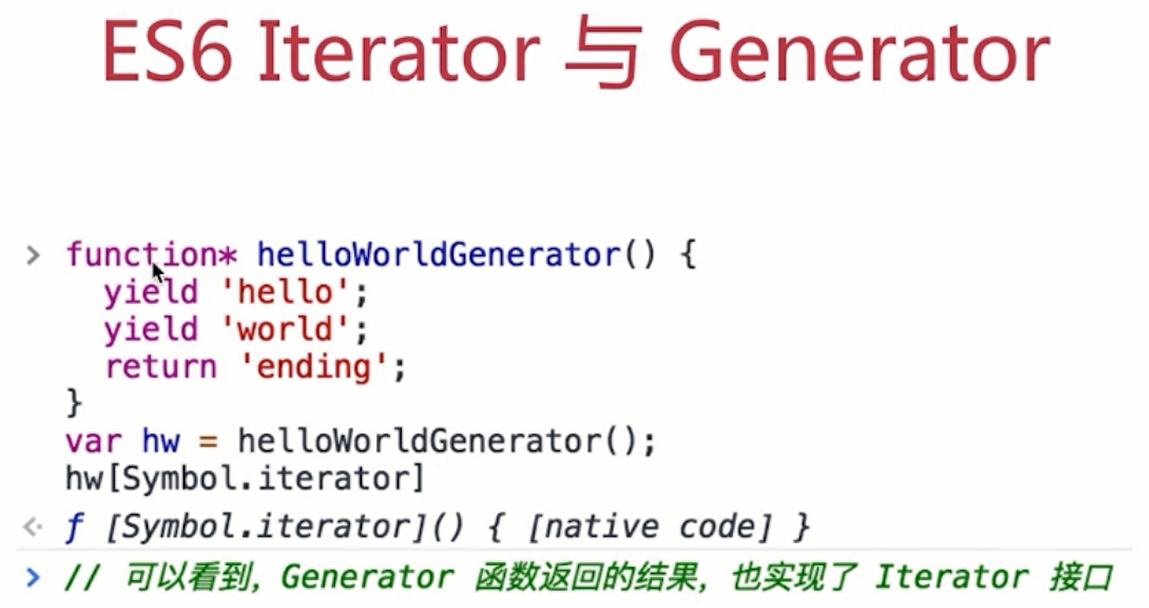 ES6 Iterator 与 Generator
> function* helloWorldGenerator() {
yield 'hello';
yield 'world';
return 'ending';
}
var hw = helloWorldGenerator();
hw[Symbol.iterator]
<· ƒ [Symbol.iterator]() { [native code] }
> // 可以看到, Generator 函数返回的结果, 也实现了 Iterator 接口